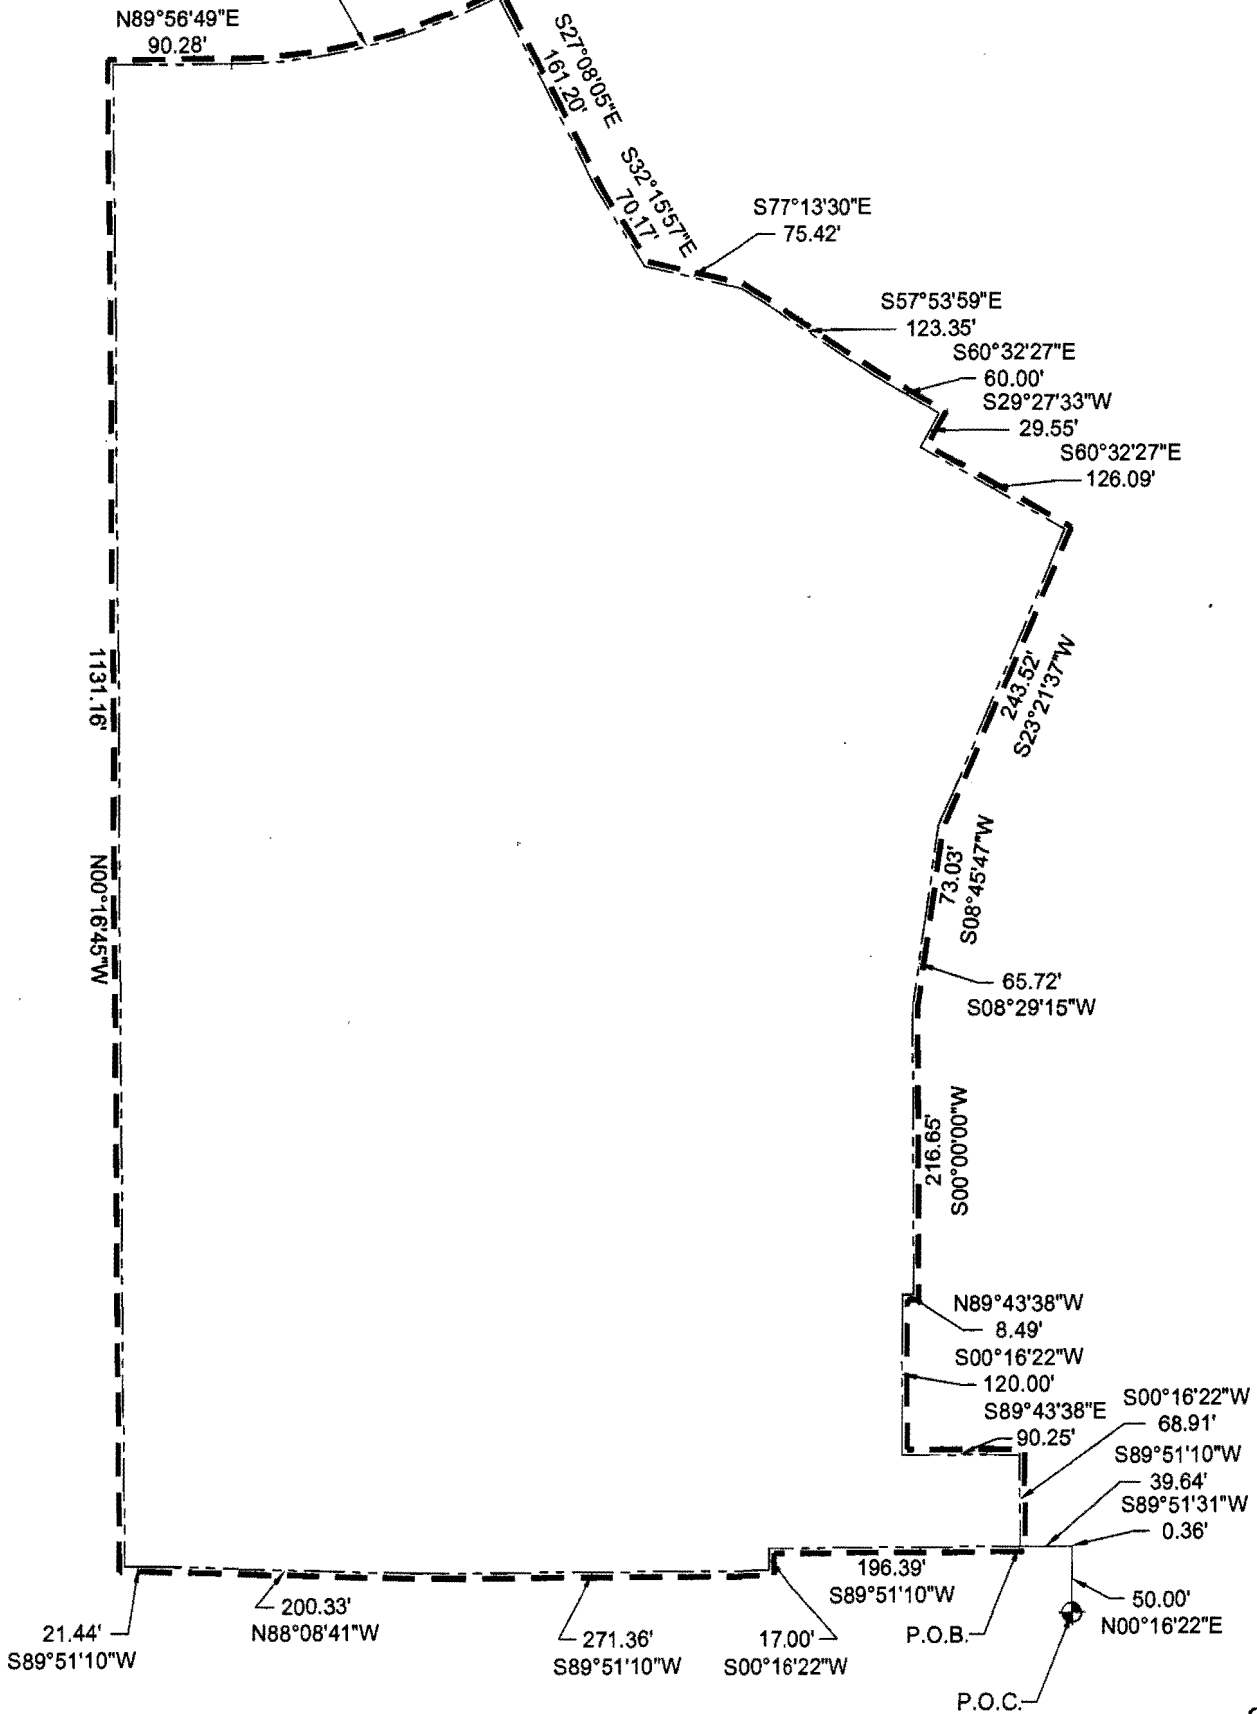 N89°56'49"E
90.28'
S27°08'05"E
161.20'
S32°15'57"E
70.17'
S77°13'30"E
75.42'
S57°53'59"E
123.35'
S60°32'27"E
60.00'
S29°27'33"W
29.55'
S60°32'27"E
126.09'
1131.16'
N00°16'45"W
243.52'
S23°21'37"W
73.03'
S08°45'47"W
65.72'
S08°29'15"W
216.65'
S00°00'00"W
N89°43'38"W
8.49'
S00°16'22"W
120.00'
S89°43'38"E
90.25'
S00°16'22"W
68.91'
S89°51'10"W
39.64'
S89°51'31"W
0.36'
196.39'
S89°51'10"W
50.00'
N00°16'22"E
21.44'
S89°51'10"W
200.33'
N88°08'41"W
271.36'
S89°51'10"W
17.00'
S00°16'22"W
P.O.B.
P.O.C.